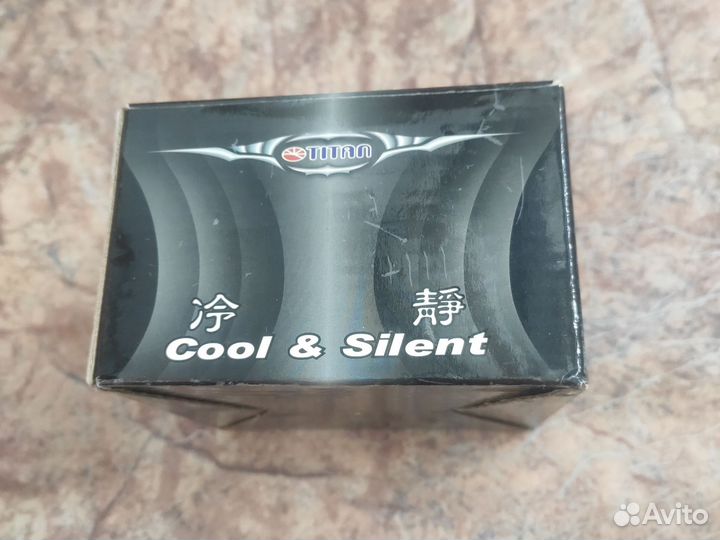 TITAN
冷 靜
Cool & Silent
Avito